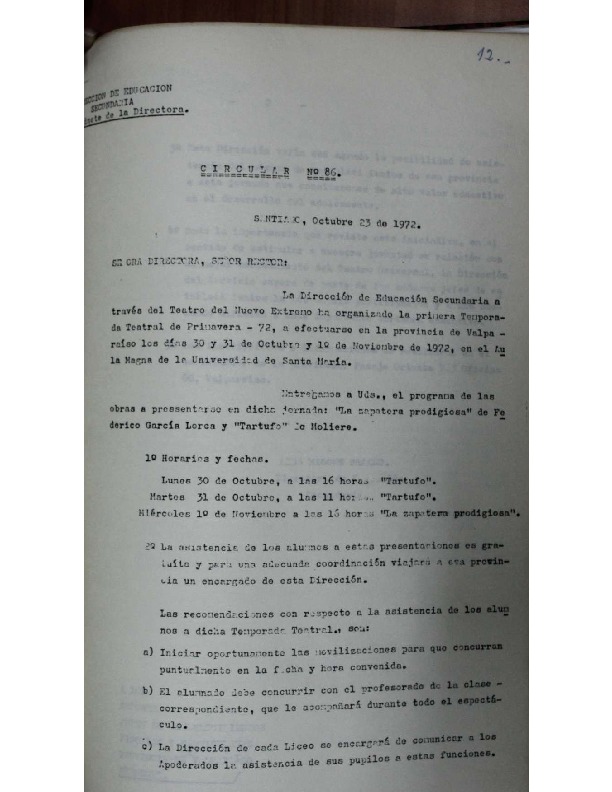 12.-
CCION DE EDUCACION
SECUNDARIA
nete de la Directora.
CIRCULAR Nº 86.
SANTIAGO, Octubre 23 de 1972.
SEÑORA DIRECTORA, SEÑOR RECTOR:
La Dirección de Educación Secundaria a
través del Teatro del Nuevo Extremo ha organizado la primera Tempora-
da Teatral de Primavera - 72, a efectuarse en la provincia de Valpa -
raíso los días 30 y 31 de Octubre y 1º de Noviembre de 1972, en el Au
la Magna de la Universidad de Santa María.
Entregamos a Uds., el programa de las
obras a pressentarse en dicha jornada: "La zapatera prodigiosa" de Fe
derico García Lorca y "Tartufo" de Moliere.
1º Horarios y fechas.
Lunes 30 de Octubre, a las 16 horas "Tartufo".
Martes 31 de Octubre, a las 11 horas "Tartufo".
Miércoles 1º de Noviembre a las 16 horas "La zapatera prodigiosa".
2º La asistencia de los alumnos a estas presentaciones es gra-
tuíta y para una adecuada coordinación viajará a esa provin-
cia un encargado de esta Dirección.
Las recomendaciones con respecto a la asistencia de los alum
nos a dicha Temporada Teatral., son:
a) Iniciar oportunamente las movilizaciones para que concurran
puntualmente en la fecha y hora convenida.
b) El alumnado debe concurrir con el profesorado de la clase -
correspondiente, que le acompañará durante todo el espectá-
culo.
c) La Dirección de cada Liceo se encargará de comunicar a los
Apoderados la asistencia de sus pupilos a estas funciones.